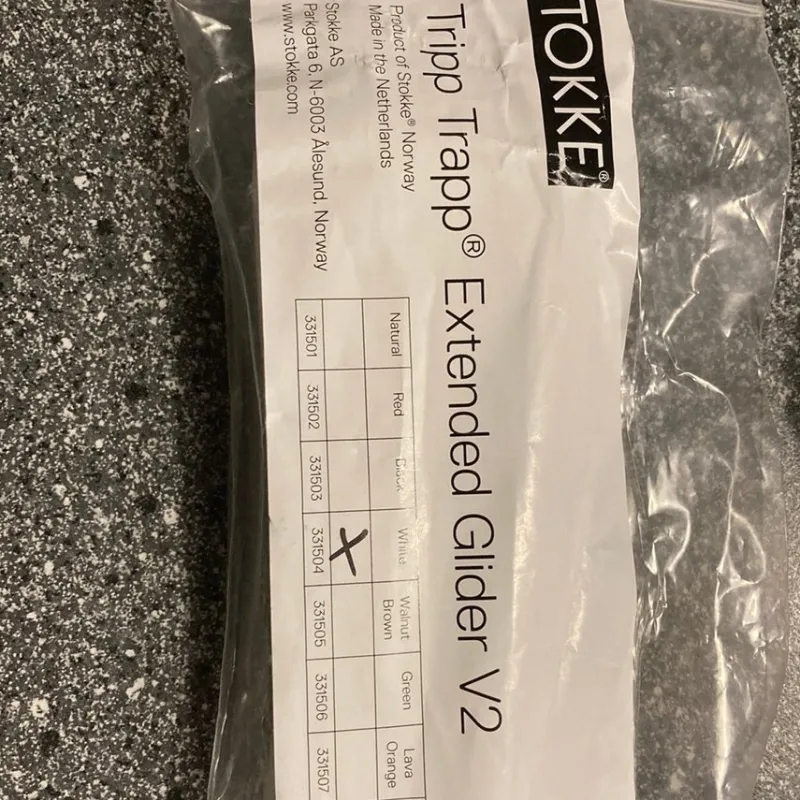 STOKKE®
Tripp Trapp® Extended Glider V2
Product of Stokke® Norway
Made in the Netherlands
Stokke AS
Parkgata 6, N-6003 Ålesund, Norway
www.stokke.com
Natural Red Black White Walnut Brown Green Lava Orange
X
331501 331502 331503 331504 331505 331506 331507